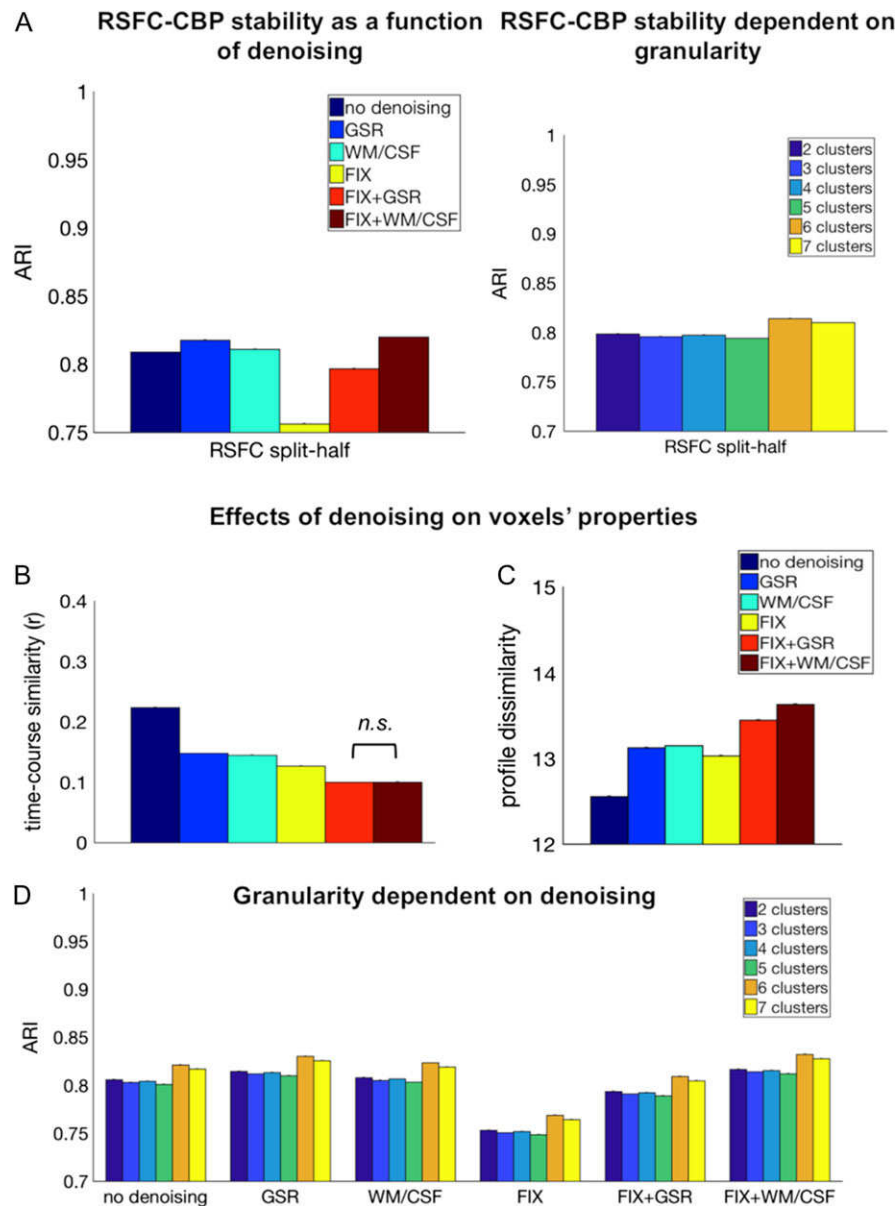 A
RSFC-CBP stability as a function
of denoising
RSFC-CBP stability dependent on
granularity
1
0.95
0.9
0.85
0.8
0.75
ARI
no denoising
GSR
WM/CSF
FIX
FIX+GSR
FIX+WM/CSF
RSFC split-half
1
0.95
0.9
0.85
0.8
0.75
0.7
ARI
2 clusters
3 clusters
4 clusters
5 clusters
6 clusters
7 clusters
RSFC split-half
Effects of denoising on voxels' properties
B
0.4
0.3
0.2
0.1
0
time-course similarity (r)
n.s.
C
15
14
13
12
profile dissimilarity
no denoising
GSR
WM/CSF
FIX
FIX+GSR
FIX+WM/CSF
D
Granularity dependent on denoising
1
0.95
0.9
0.85
0.8
0.75
0.7
ARI
2 clusters
3 clusters
4 clusters
5 clusters
6 clusters
7 clusters
no denoising GSR WM/CSF FIX FIX+GSR FIX+WM/CSF